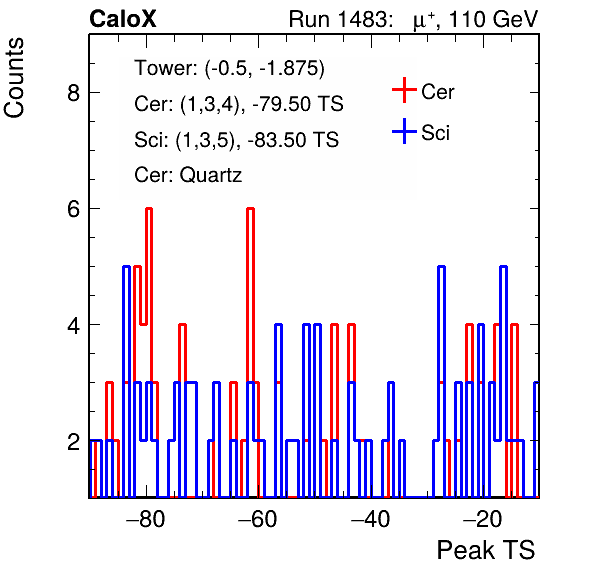 CaloX Run 1483: μ⁺, 110 GeV
Counts
Tower: (-0.5, -1.875)
Cer: (1,3,4), -79.50 TS
Sci: (1,3,5), -83.50 TS
Cer: Quartz
Cer
Sci
8
6
4
2
−80 −60 −40 −20
Peak TS